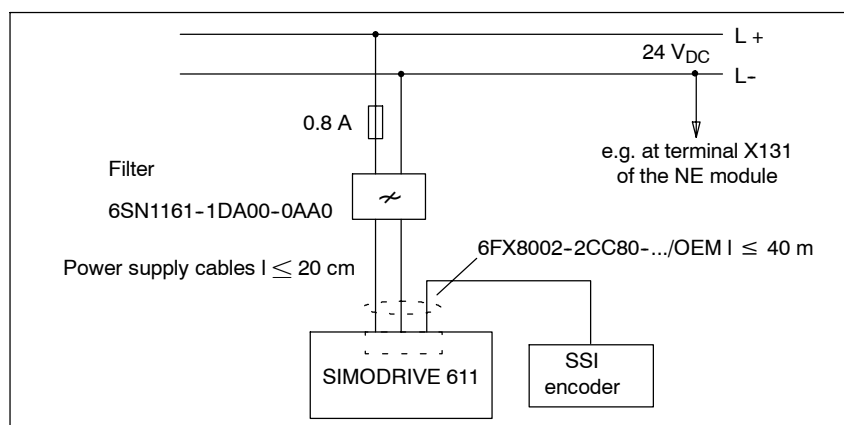 L +
24 VDC
L-
0.8 A
e.g. at terminal X131
of the NE module
Filter
6SN1161-1DA00-0AA0
6FX8002-2CC80-.../OEM l ≤ 40 m
Power supply cables l ≤ 20 cm
SIMODRIVE 611
SSI
encoder